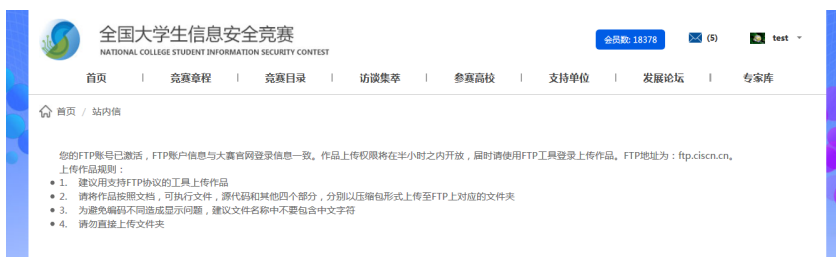 全国大学生信息安全竞赛
NATIONAL COLLEGE STUDENT INFORMATION SECURITY CONTEST
会员数: 18378 (5) test
首页 | 竞赛章程 | 竞赛目录 | 访谈集萃 | 参赛高校 | 支持单位 | 发展论坛 | 专家库
首页 / 站内信
您的FTP账号已激活，FTP账户信息与大赛官网登录信息一致。作品上传权限将在半小时之内开放，届时请使用FTP工具登录上传作品。FTP地址为：ftp.ciscn.cn。
上传作品规则：
1. 建议用支持FTP协议的工具上传作品
2. 请将作品按照文档，可执行文件，源代码和其他四个部分，分别以压缩包形式上传至FTP上对应的文件夹
3. 为避免编码不同造成显示问题，建议文件名称中不要包含中文字符
4. 请勿直接上传文件夹